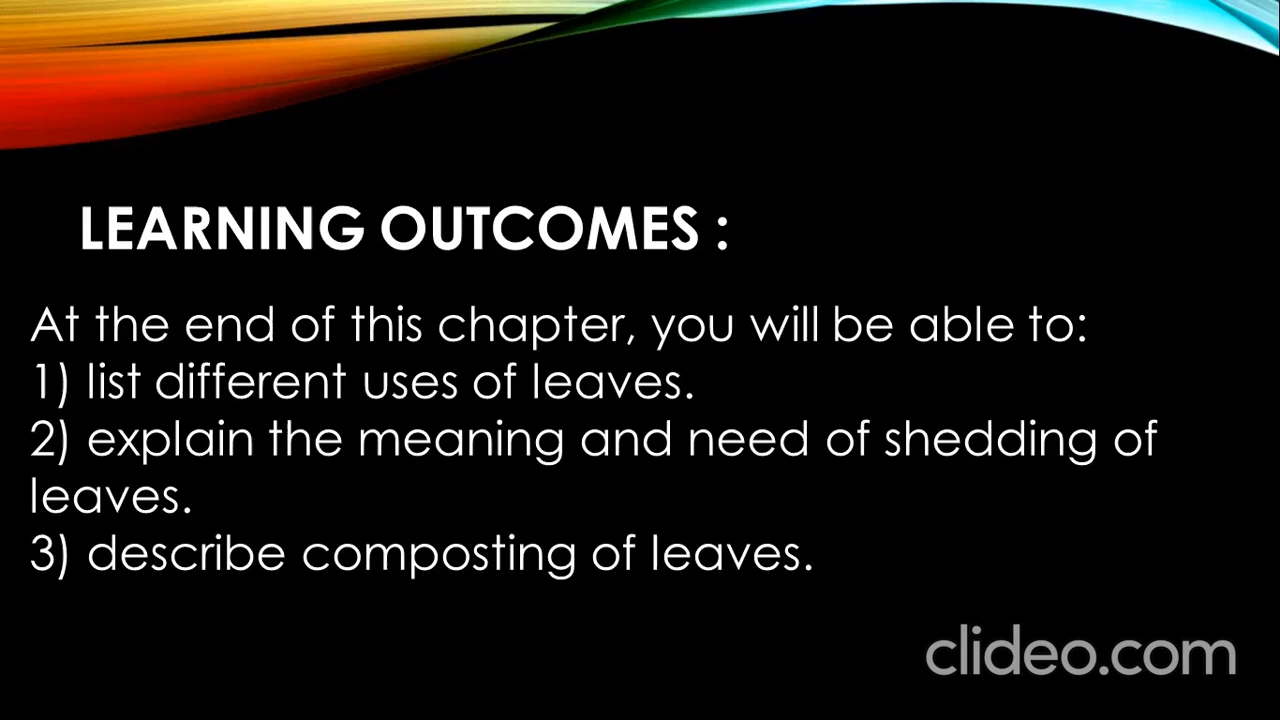 LEARNING OUTCOMES :
At the end of this chapter, you will be able to:
1) list different uses of leaves.
2) explain the meaning and need of shedding of
leaves.
3) describe composting of leaves.
clideo.com